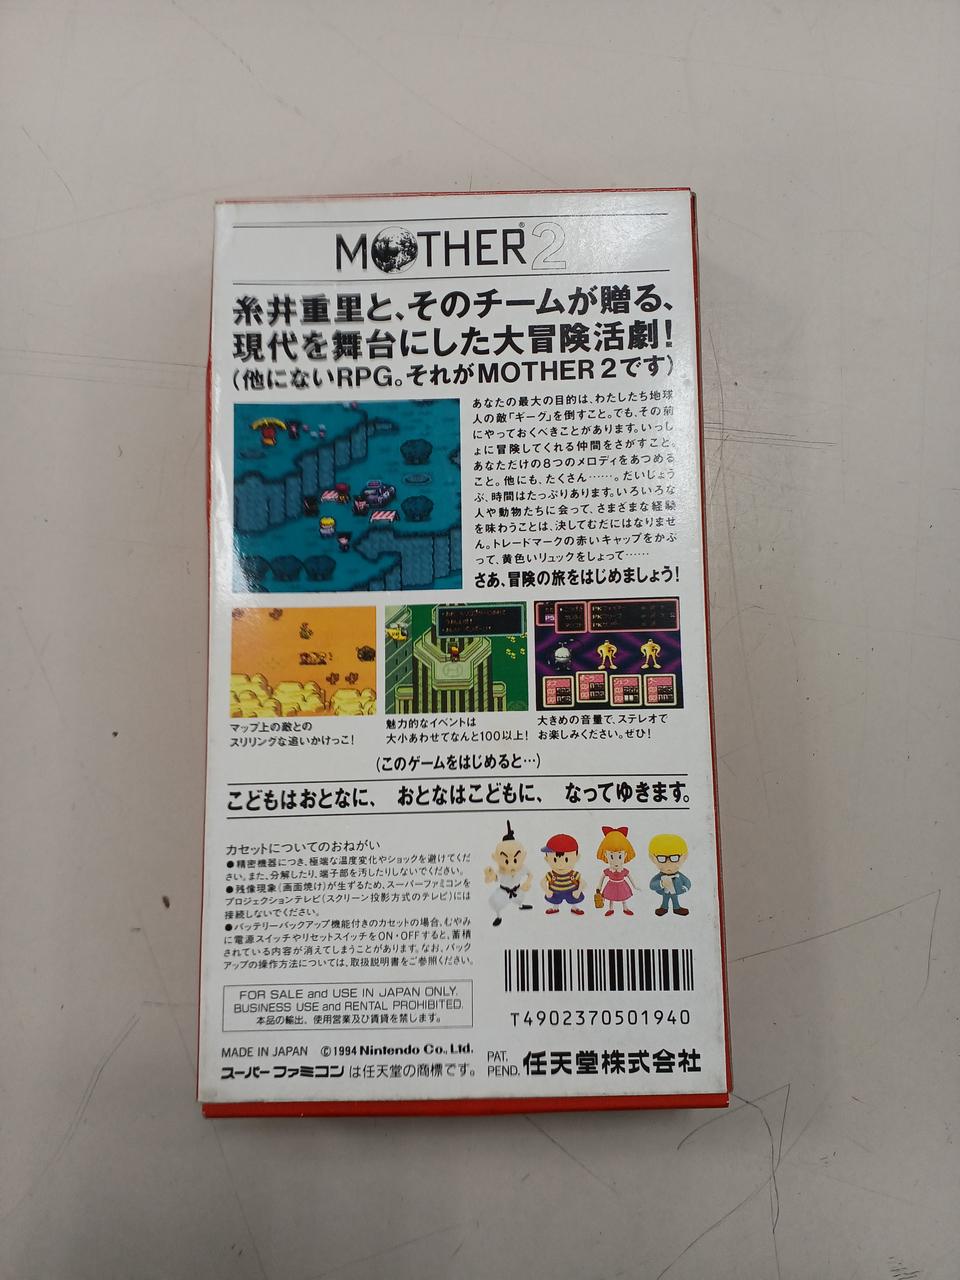 MOTHER® 2
糸井重里と、そのチームが贈る、
現代を舞台にした大冒険活劇!
(他にないRPG。それがMOTHER 2です)
あなたの最大の目的は、わたしたち地球
人の敵「ギーグ」を倒すこと。でも、その前
にやっておくべきことがあります。いっし
ょに冒険してくれる仲間をさがすこと。
あなただけの8つのメロディをあつめる
こと。他にも、たくさん……。だいじょう
ぶ、時間はたっぷりあります。いろいろな
人や動物たちに会って、さまざまな経験
を味わうことは、決してむだにはなりませ
ん。トレードマークの赤いキャップをかぶ
って、黄色いリュックをしょって……
さあ、冒険の旅をはじめましょう!
マップ上の敵との
スリリングな追いかけっこ!
魅力的なイベントは
大小あわせてなんと100以上!
大きめの音量で、ステレオで
お楽しみください。ぜひ!
(このゲームをはじめると…)
こどもはおとなに、 おとなはこどもに、 なってゆきます。
カセットについてのおねがい
●精密機器につき、極端な温度変化やショックを避けてくだ
さい。また、分解したり、端子部を汚したりしないでください。
●残像現象(画面焼け)が生ずるため、スーパーファミコンを
プロジェクションテレビ(スクリーン投影方式のテレビ)には
接続しないでください。
●バッテリーバックアップ機能付きのカセットの場合、むやみ
に電源スイッチやリセットスイッチをON・OFFすると、蓄積
されている内容が消えてしまうことがあります。なお、バック
アップの操作方法については、取扱説明書をご参照ください。
FOR SALE and USE IN JAPAN ONLY.
BUSINESS USE and RENTAL PROHIBITED.
本品の輸出、使用営業及び賃貸を禁じます。
T4902370501940
MADE IN JAPAN ©1994 Nintendo Co., Ltd.
スーパーファミコンは任天堂の商標です。
PAT. PEND. 任天堂株式会社